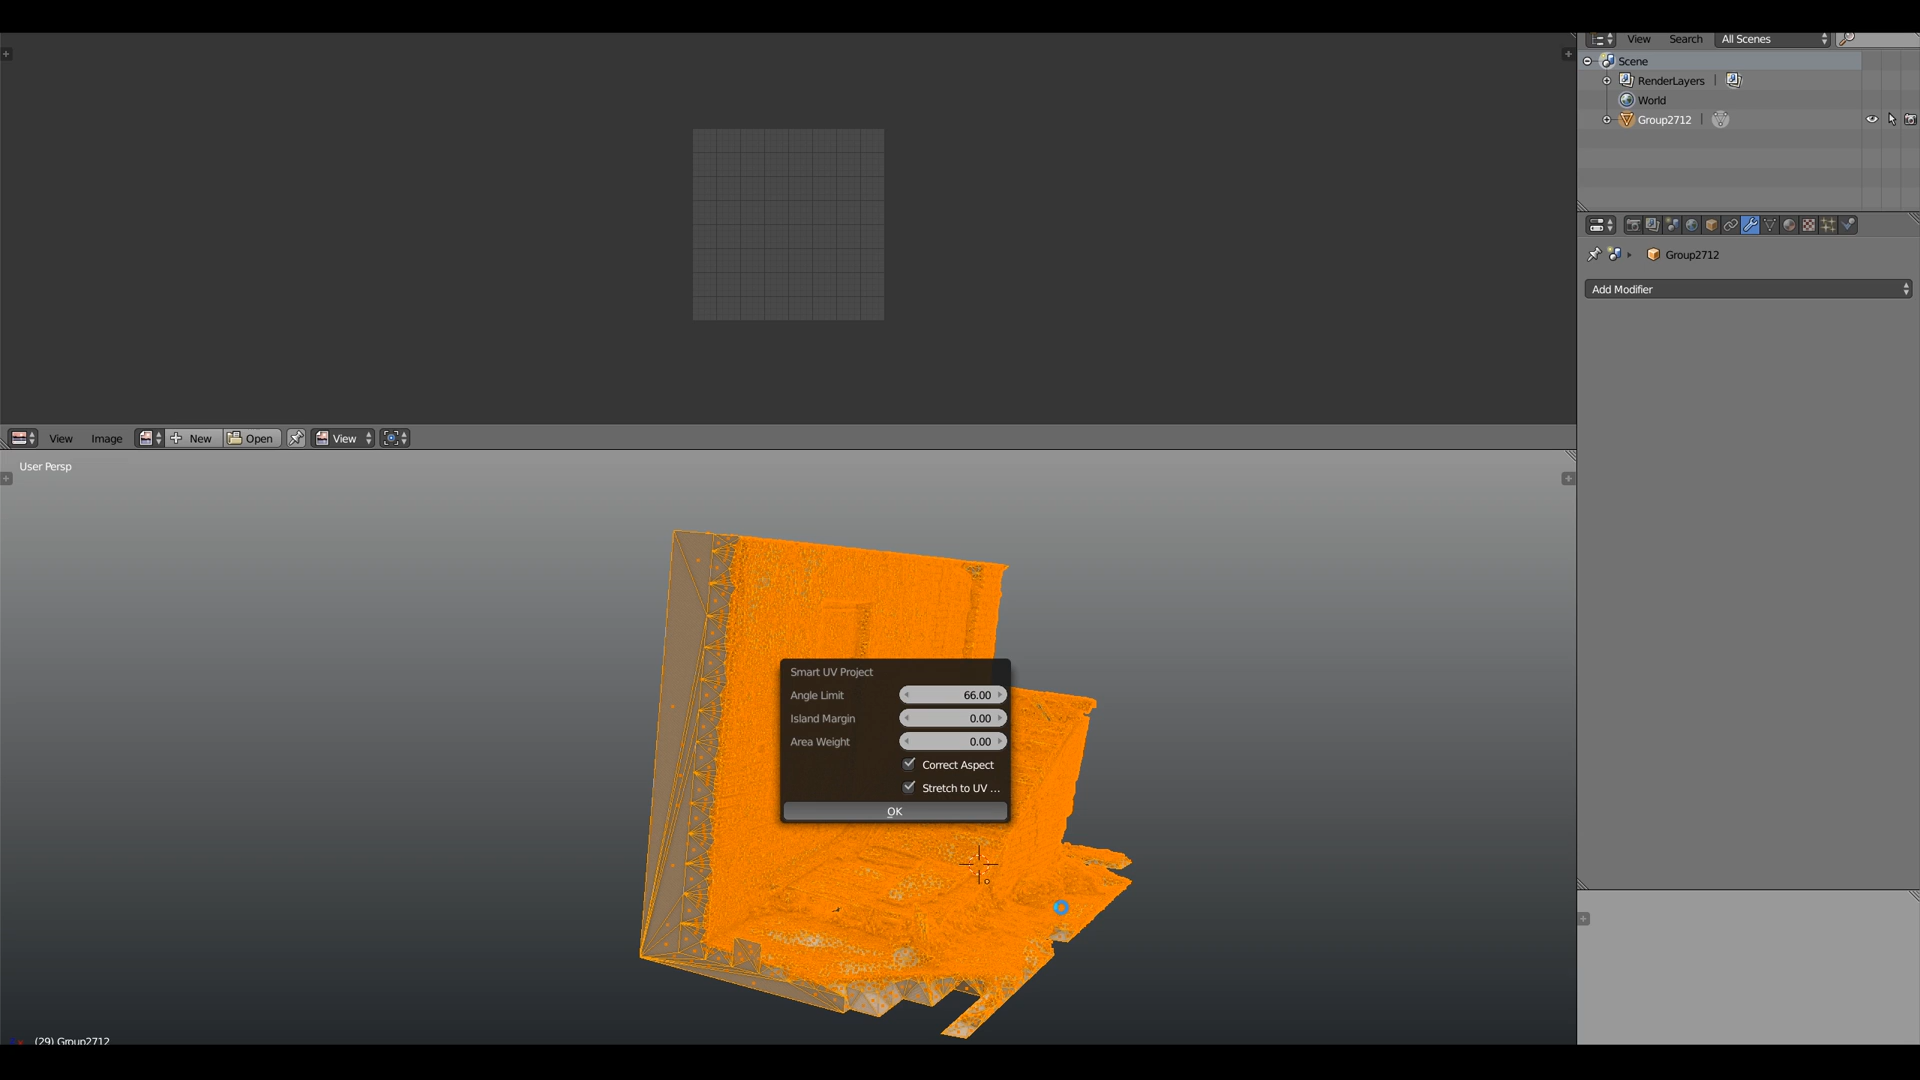 View Search All Scenes
Scene
RenderLayers
World
Group2712
Group2712
Add Modifier
View Image New Open View
User Persp
Smart UV Project
Angle Limit 66.00
Island Margin 0.00
Area Weight 0.00
Correct Aspect
Stretch to UV ...
OK
(29) Group2712